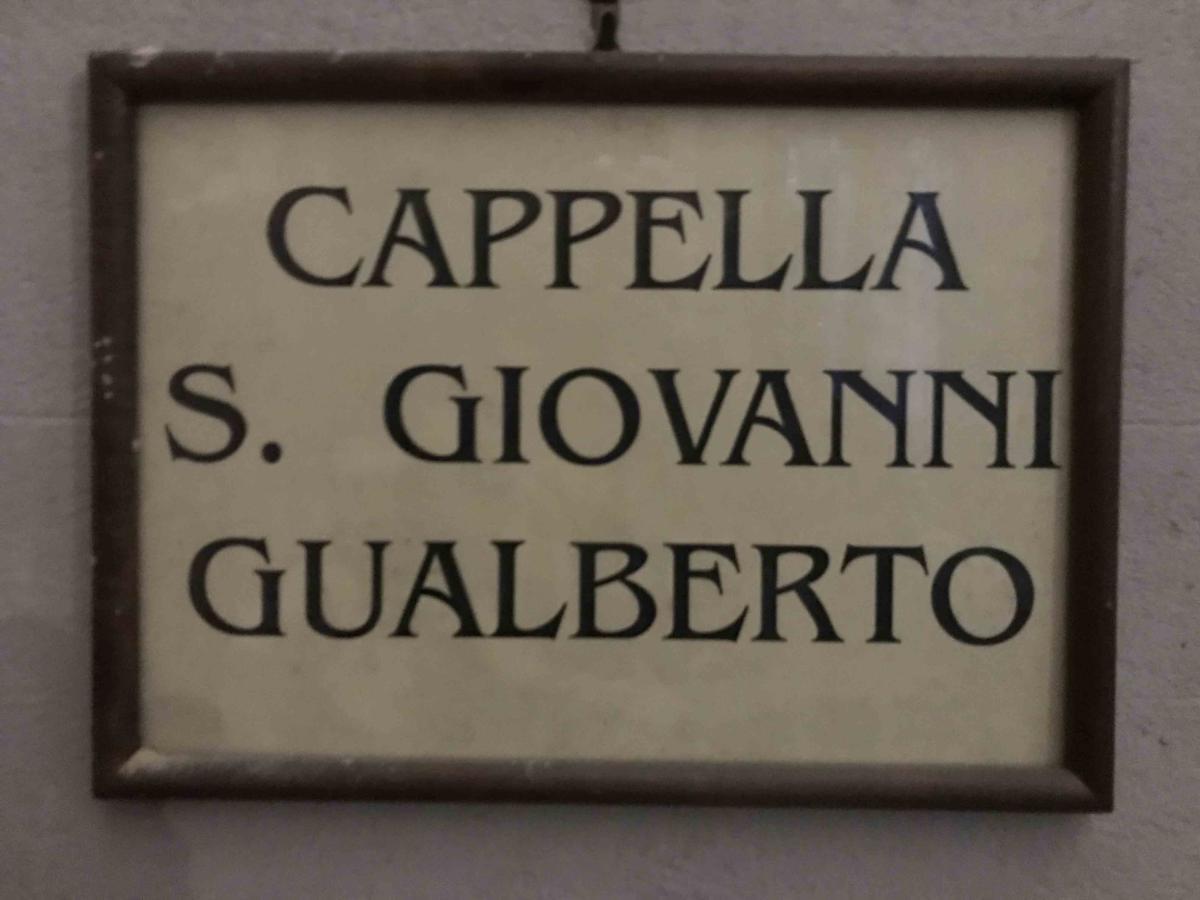 CAPPELLA
S. GIOVANNI
GUALBERTO